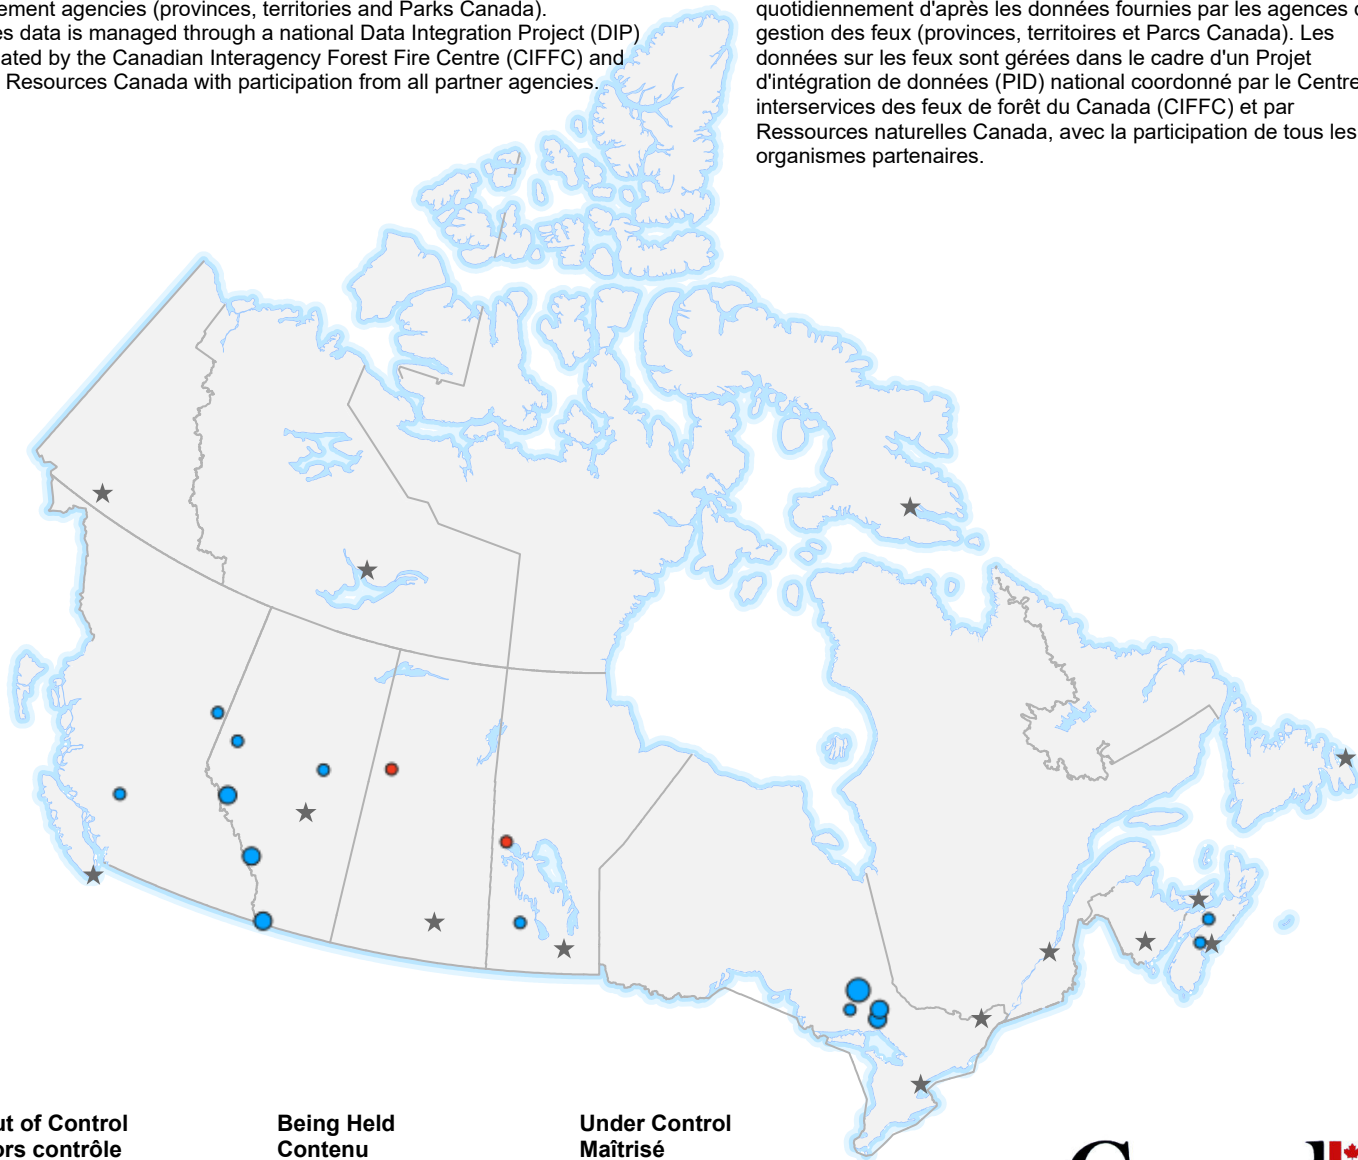 ement agencies (provinces, territories and Parks Canada).
es data is managed through a national Data Integration Project (DIP)
ated by the Canadian Interagency Forest Fire Centre (CIFFC) and
Resources Canada with participation from all partner agencies.
quotidiennement d'après les données fournies par les agences
gestion des feux (provinces, territoires et Parcs Canada). Les
données sur les feux sont gérées dans le cadre d'un Projet
d'intégration de données (PID) national coordonné par le Centre
interservices des feux de forêt du Canada (CIFFC) et par
Ressources naturelles Canada, avec la participation de tous les
organismes partenaires.
ut of Control
ors contrôle
Being Held
Contenu
Under Control
Maîtrisé